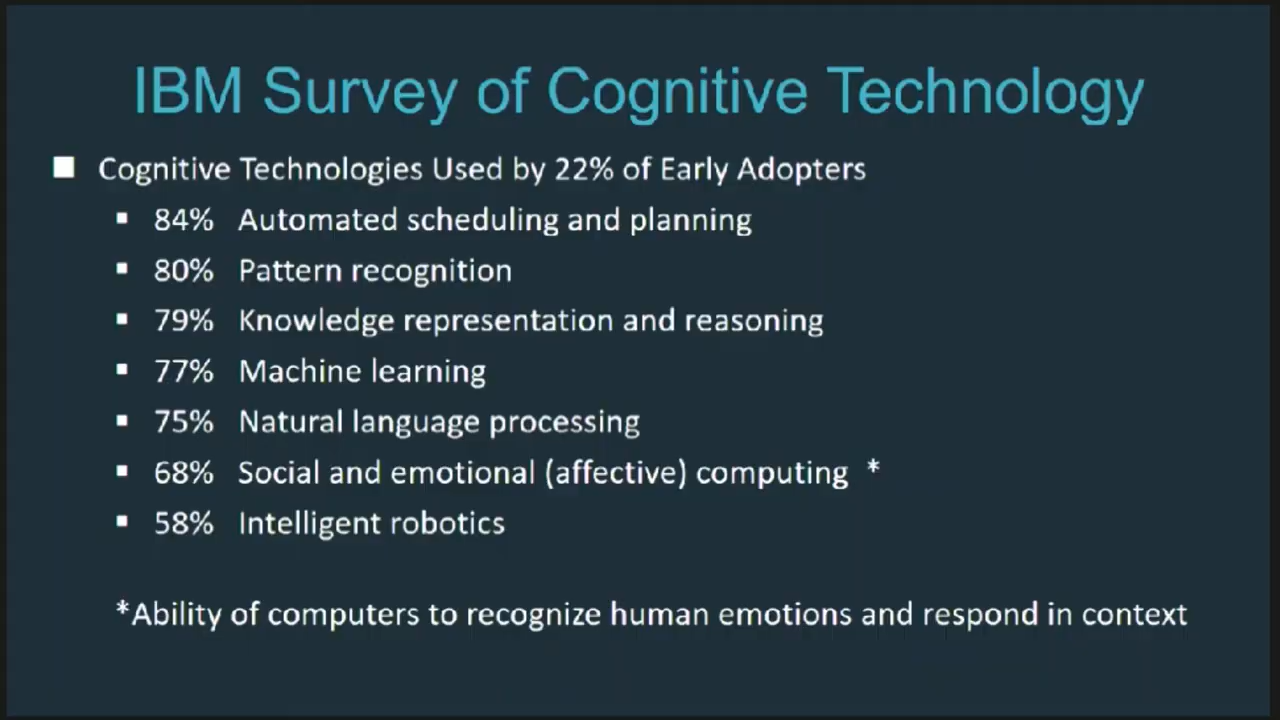 IBM Survey of Cognitive Technology
■ Cognitive Technologies Used by 22% of Early Adopters
▪ 84% Automated scheduling and planning
▪ 80% Pattern recognition
▪ 79% Knowledge representation and reasoning
▪ 77% Machine learning
▪ 75% Natural language processing
▪ 68% Social and emotional (affective) computing *
▪ 58% Intelligent robotics
*Ability of computers to recognize human emotions and respond in context